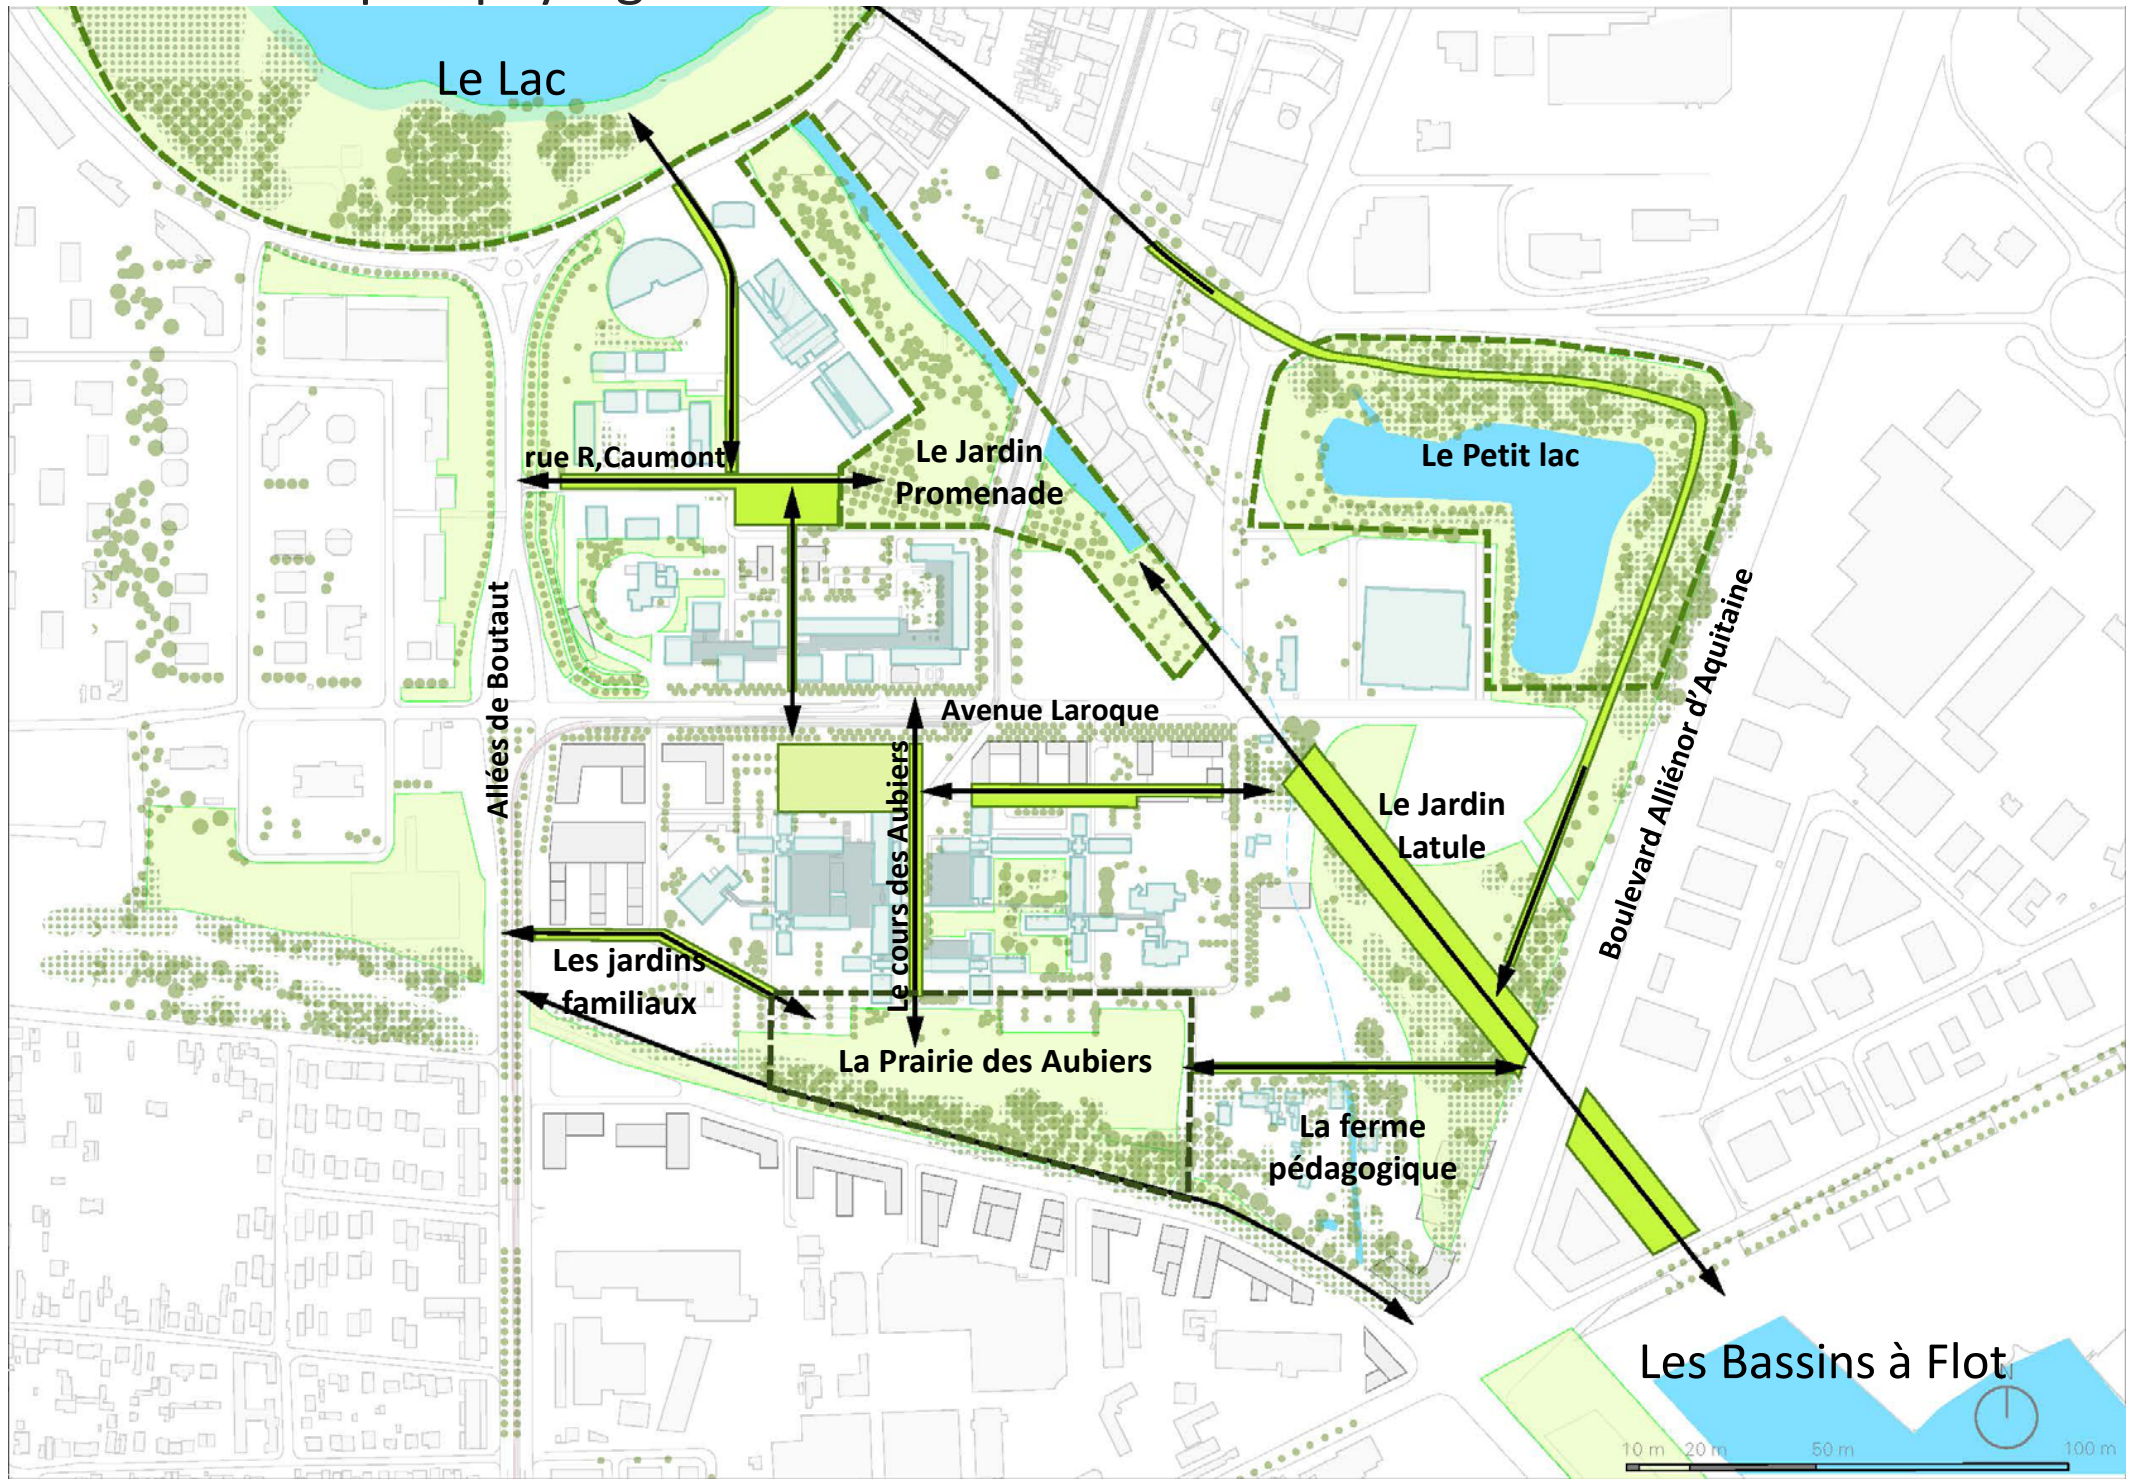 Le Lac
rue R,Caumont
Le Jardin
Promenade
Le Petit lac
Allées de Boutaut
Avenue Laroque
Boulevard Alliénor d'Aquitaine
Le cours des Aubiers
Le Jardin
Latule
Les jardins
familiaux
La Prairie des Aubiers
La ferme
pédagogique
Les Bassins à Flot
N
10 m 20 m 50 m 100 m